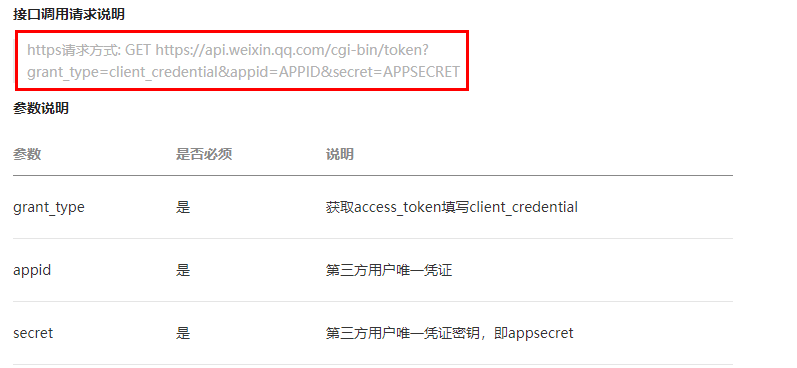 接口调用请求说明
https请求方式: GET https://api.weixin.qq.com/cgi-bin/token?
grant_type=client_credential&appid=APPID&secret=APPSECRET
参数说明
参数 是否必须 说明
grant_type 是 获取access_token填写client_credential
appid 是 第三方用户唯一凭证
secret 是 第三方用户唯一凭证密钥，即appsecret